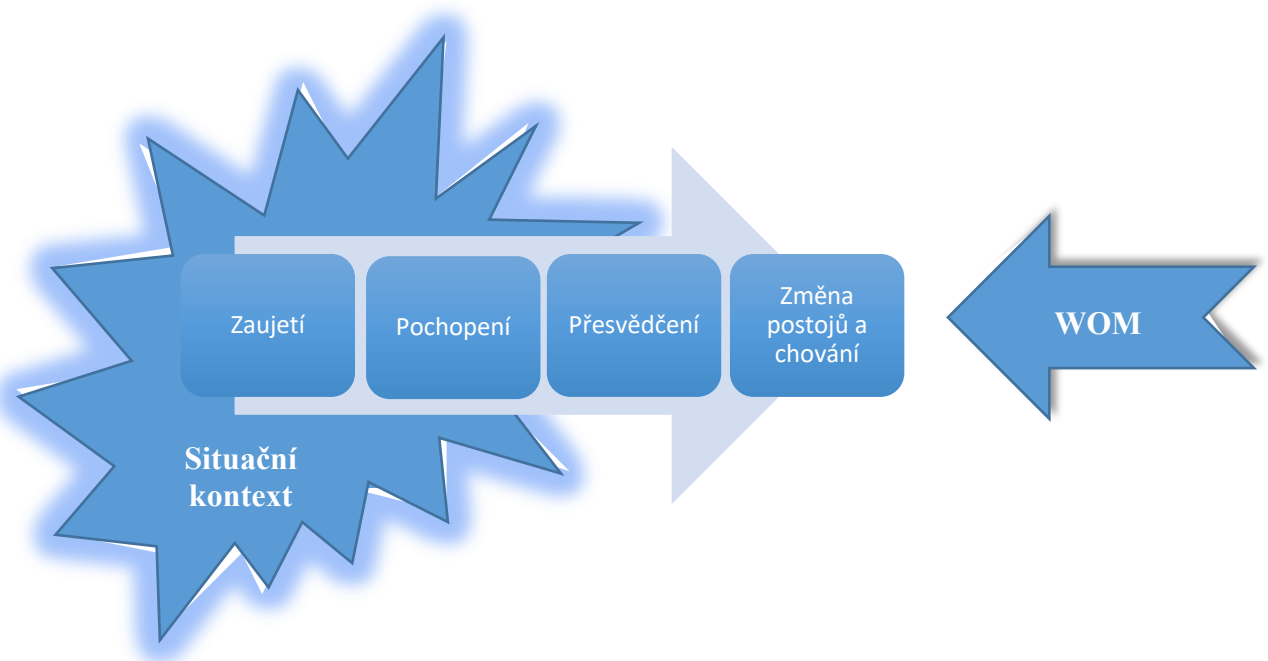 Zaujetí
Pochopení
Přesvědčení
Změna
postojů a
chování
WOM
Situační
kontext